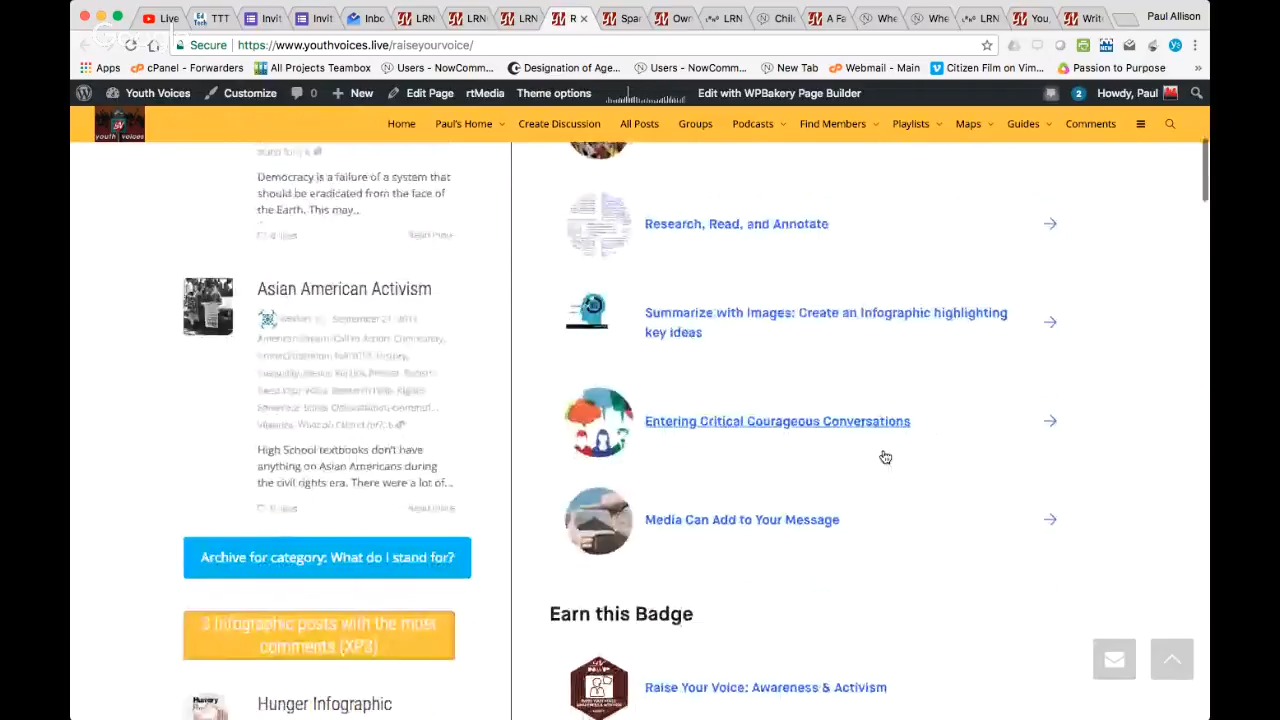 Live
TTT
Invit
Invit
Inbo
LRN
LRN
LRN
R
Spar
Own
LRN
Chil
A F
Whe
Whe
LRN
You
Write
Paul Allison
Secure
https://www.youthvoices.live/raiseyourvoice/
Apps
cPanel - Forwarders
All Projects Teambox
Users - NowComm...
Designation of Age...
Users - NowComm...
New Tab
Webmail - Main
Citizen Film on Vim...
Passion to Purpose
»
Youth Voices
Customize
0
New
Edit Page
rtMedia
Theme options
Edit with WPBakery Page Builder
2
Howdy, Paul
Home
Paul's Home
Create Discussion
All Posts
Groups
Podcasts
Find Members
Playlists
Maps
Guides
Comments
Democracy is a failure of a system that
should be eradicated from the face of
the Earth. This may...
Read more
Asian American Activism
High School textbooks don't have
anything on Asian Americans during
the civil rights era. There were a lot of...
Read more
Archive for category: What do I stand for?
3 Infographic posts with the most
comments (XP3)
Hunger Infographic
Research, Read, and Annotate
Summarize with Images: Create an Infographic highlighting
key ideas
Entering Critical Courageous Conversations
Media Can Add to Your Message
Earn this Badge
Raise Your Voice: Awareness & Activism